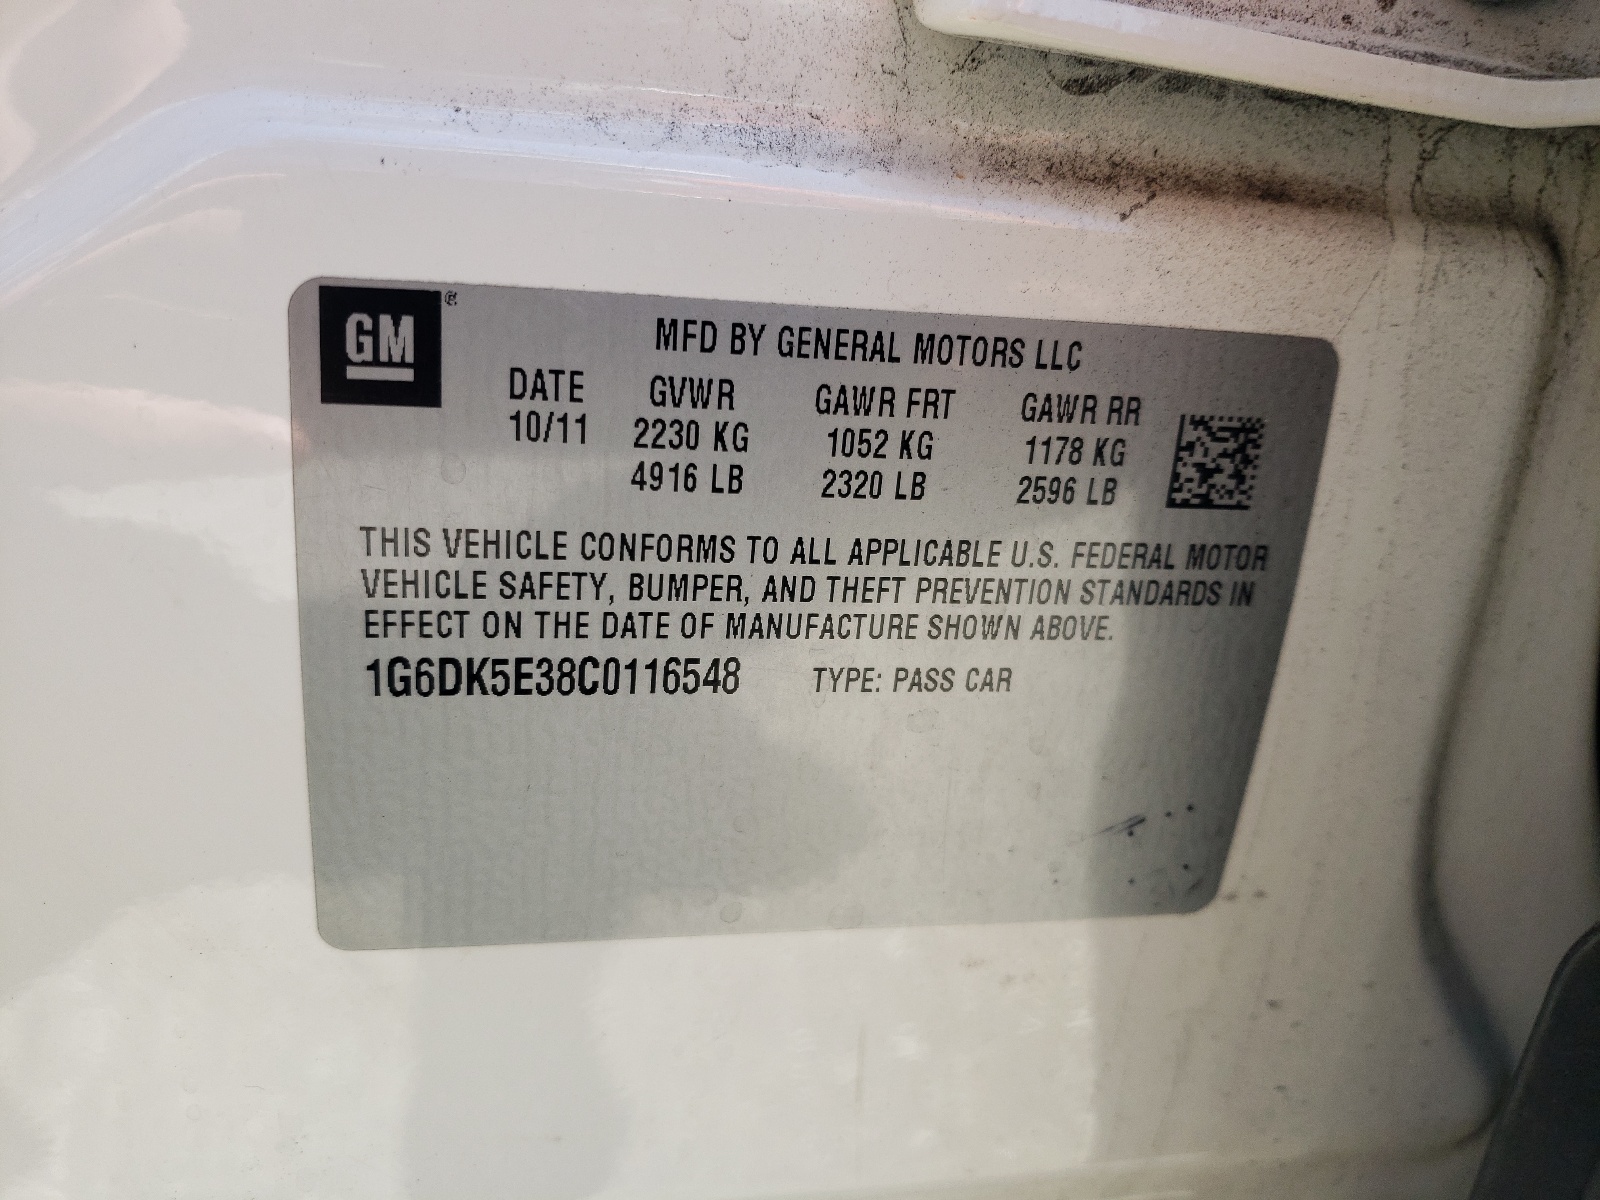 GM ®
MFD BY GENERAL MOTORS LLC
DATE GVWR GAWR FRT GAWR RR
10/11 2230 KG 1052 KG 1178 KG
4916 LB 2320 LB 2596 LB
THIS VEHICLE CONFORMS TO ALL APPLICABLE U.S. FEDERAL MOTOR
VEHICLE SAFETY, BUMPER, AND THEFT PREVENTION STANDARDS IN
EFFECT ON THE DATE OF MANUFACTURE SHOWN ABOVE.
1G6DK5E38C0116548 TYPE: PASS CAR